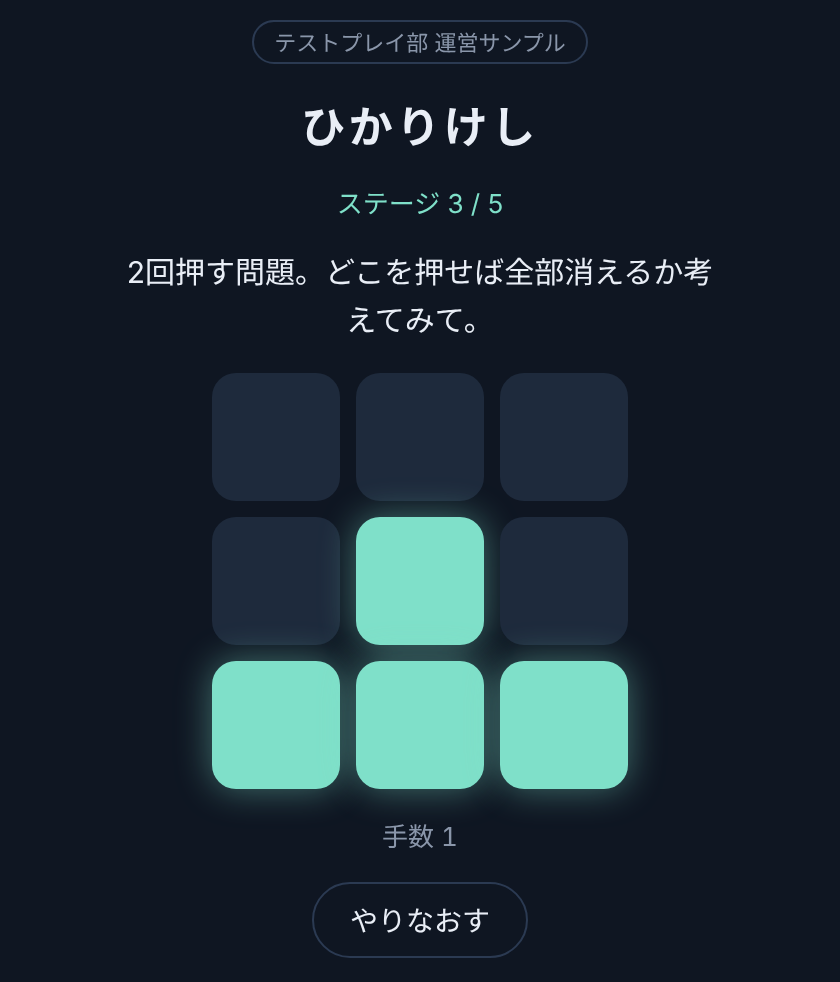 テストプレイ部 運営サンプル
ひかりけし
ステージ 3 / 5
2回押す問題。どこを押せば全部消えるか考
えてみて。
手数 1
やりなおす